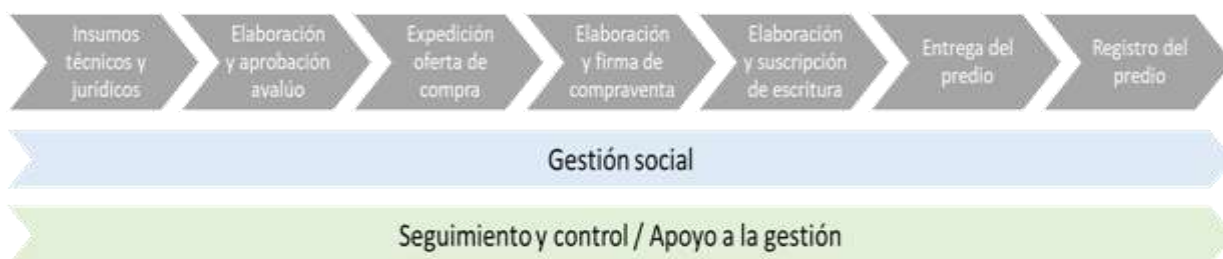 Insumos
técnicos y
jurídicos
Elaboración
y aprobación
avalúo
Expedición
oferta de
compra
Elaboración
y firma de
compraventa
Elaboración
y suscripción
de escritura
Entrega del
predio
Registro del
predio
Gestión social
Seguimiento y control / Apoyo a la gestión